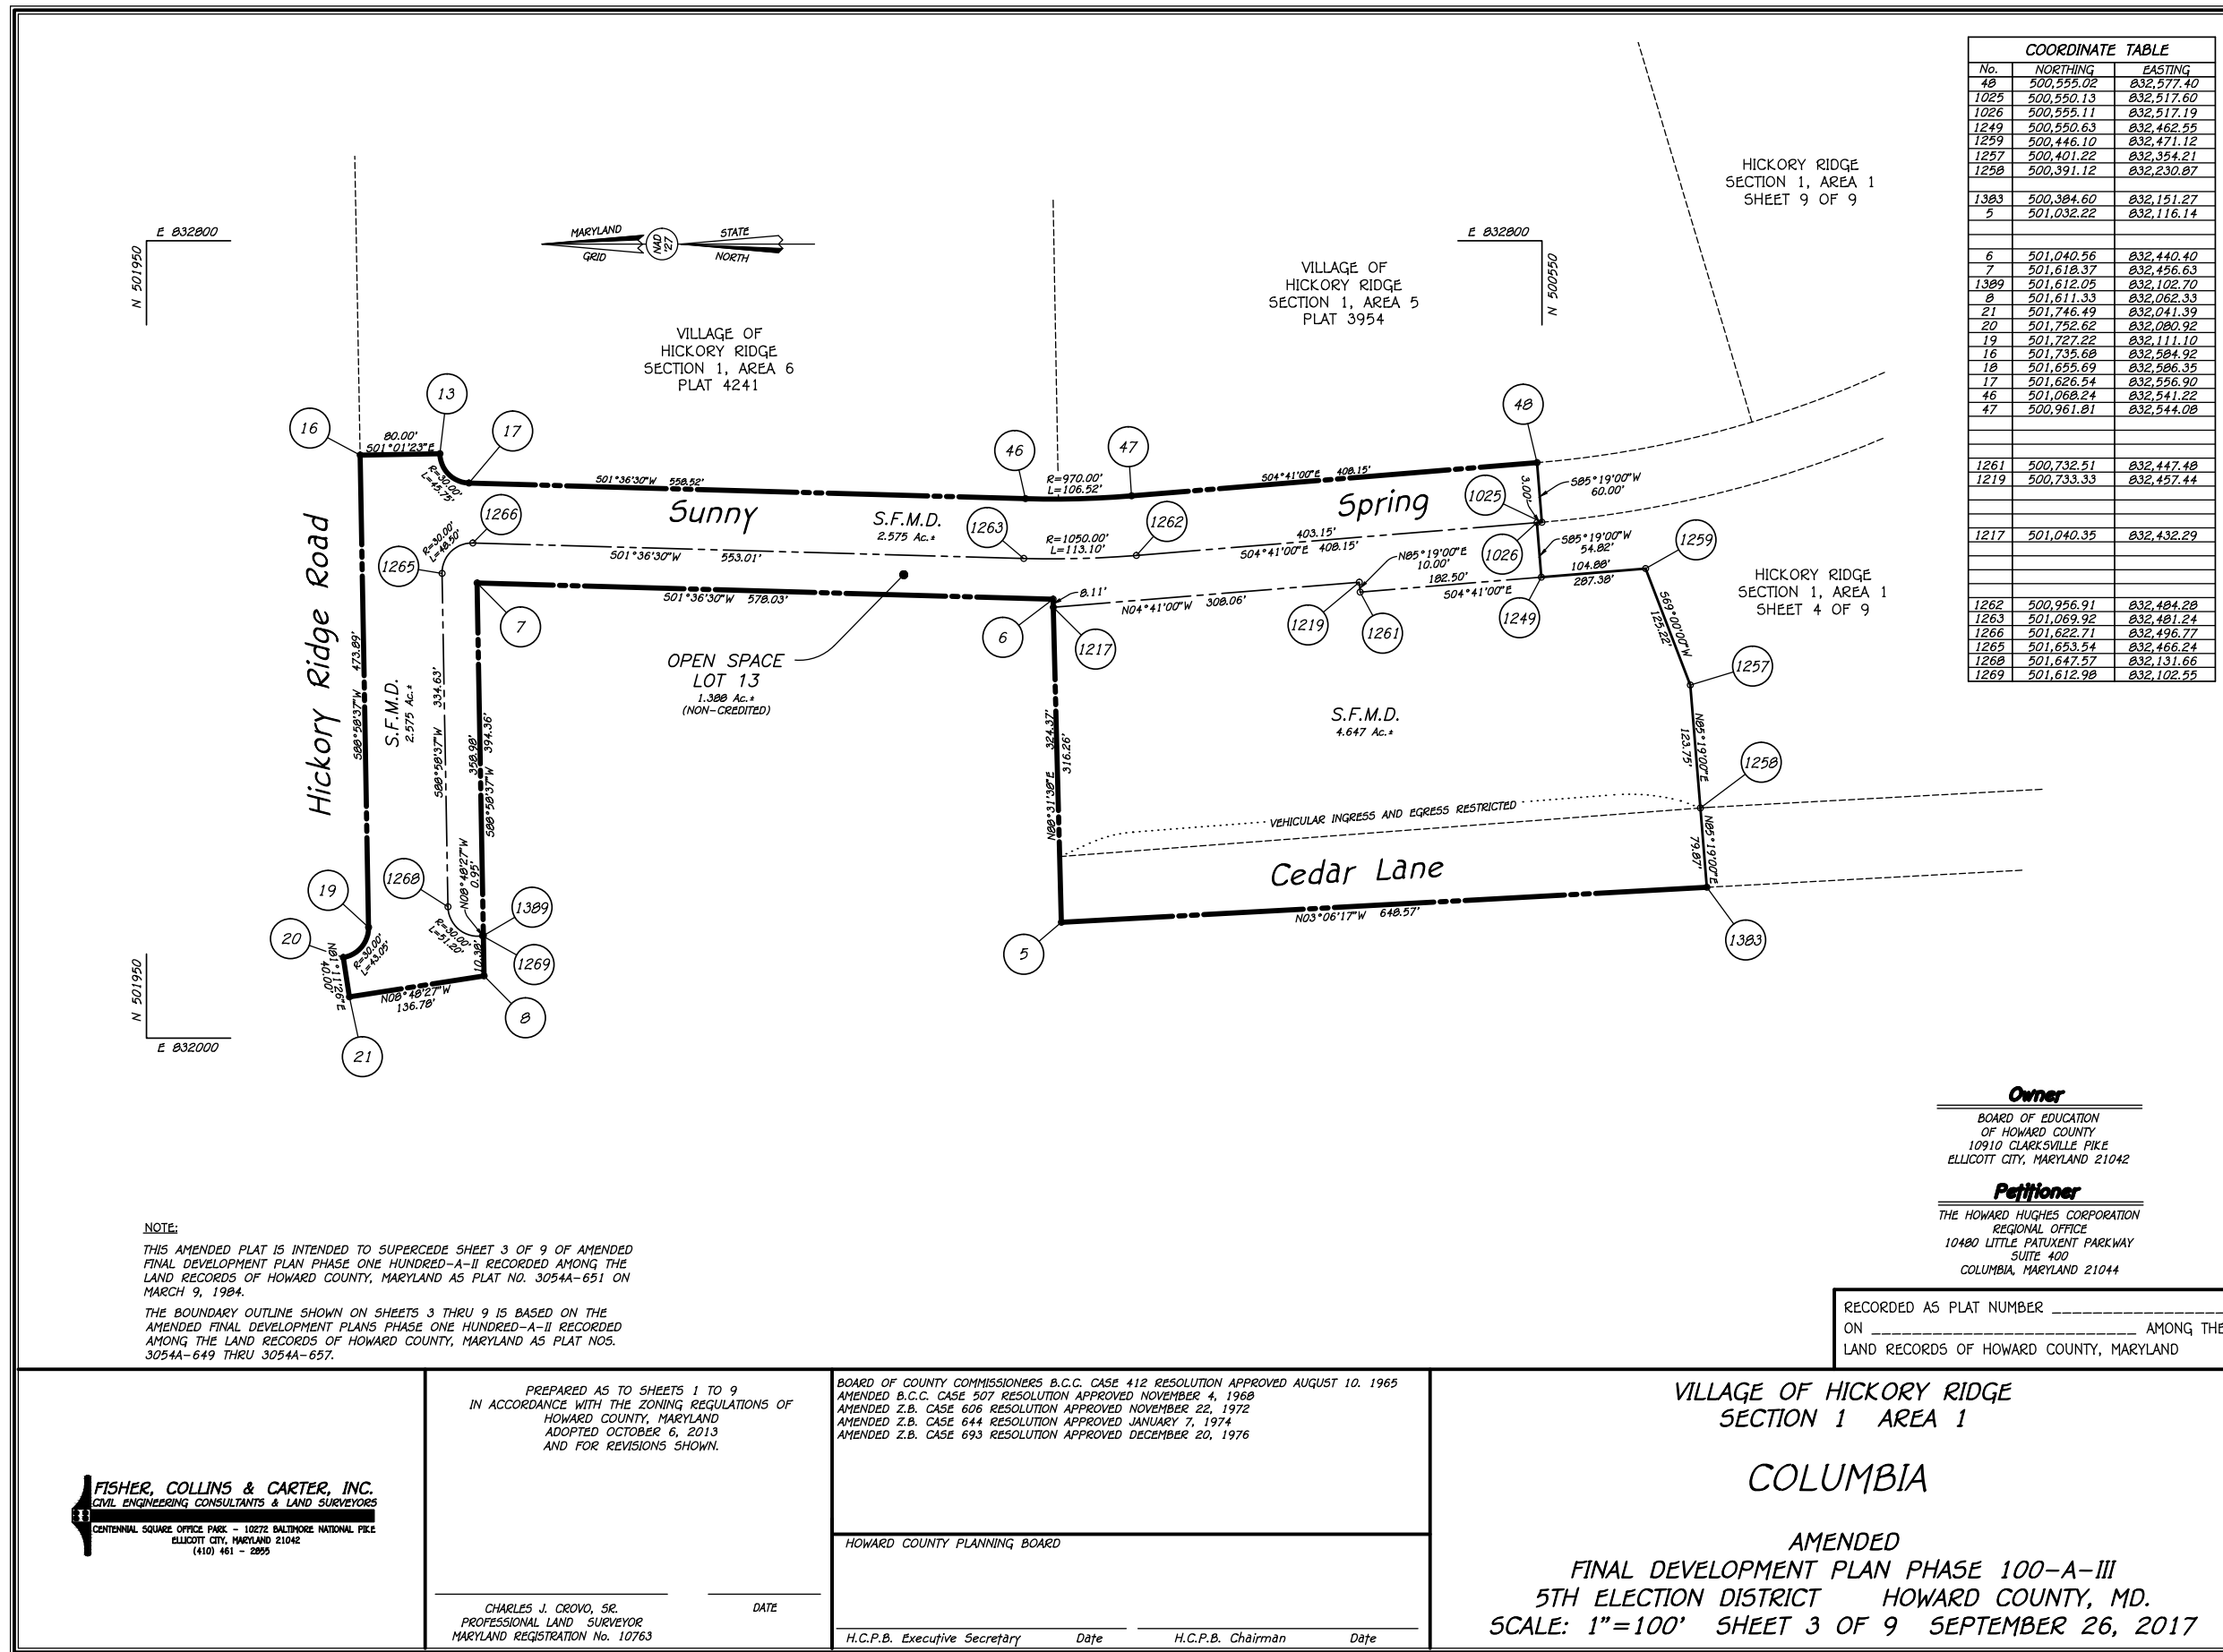 COORDINATE TABLE
No. NORTHING EASTING
48 500,555.02 832,577.40
1025 500,550.13 832,517.60
1026 500,555.11 832,517.19
1249 500,550.63 832,462.55
1259 500,446.10 832,471.12
1257 500,401.22 832,354.21
1258 500,391.12 832,230.87
1383 500,384.60 832,151.27
5 501,032.22 832,116.14
6 501,040.56 832,440.40
7 501,618.37 832,456.63
1389 501,612.05 832,102.70
8 501,611.33 832,062.33
21 501,746.49 832,041.39
20 501,752.62 832,080.92
19 501,727.22 832,111.10
16 501,735.68 832,584.92
18 501,655.69 832,586.35
17 501,626.54 832,556.90
46 501,068.24 832,541.22
47 500,961.81 832,544.08
1261 500,732.51 832,447.48
1219 500,733.33 832,457.44
1217 501,040.35 832,432.29
1262 500,956.91 832,484.28
1263 501,069.92 832,481.24
1266 501,622.71 832,496.77
1265 501,653.54 832,466.24
1268 501,647.57 832,131.66
1269 501,612.98 832,102.55
HICKORY RIDGE
SECTION 1, AREA 1
SHEET 9 OF 9
E 832800
N 501950
MARYLAND
GRID
NAD
'27
STATE
NORTH
E 832800
N 500550
VILLAGE OF
HICKORY RIDGE
SECTION 1, AREA 5
PLAT 3954
VILLAGE OF
HICKORY RIDGE
SECTION 1, AREA 6
PLAT 4241
13
16
17
46
47
48
80.00'
S01°01'23"E
R=30.00'
L=45.75'
S01°36'30"W 558.52'
R=970.00'
L=106.52'
S04°41'00"E 408.15'
Sunny
Spring
3.00'
1025
S85°19'00"W
60.00'
S.F.M.D.
2.575 Ac.±
1266
1263
1262
R=30.00'
L=48.50'
1265
S01°36'30"W 553.01'
R=1050.00'
L=113.10'
403.15'
S04°41'00"E 408.15'
1026
S85°19'00"W
54.82'
1259
N85°19'00"E
10.00'
182.50'
S04°41'00"E
104.88'
287.38'
HICKORY RIDGE
SECTION 1, AREA 1
SHEET 4 OF 9
S01°36'30"W 578.03'
8.11'
N04°41'00"W 308.06'
7
6
1217
1219
1261
1249
S69°00'00"W
125.22'
1257
Hickory Ridge Road
S88°58'37"W 473.89'
S.F.M.D.
2.575 Ac.±
S88°58'37"W 334.63'
358.98'
S88°58'37"W 394.36'
OPEN SPACE
LOT 13
1.388 Ac.±
(NON-CREDITED)
N88°31'38"E 324.37'
316.26'
S.F.M.D.
4.647 Ac.±
N85°19'00"E
123.75'
1258
VEHICULAR INGRESS AND EGRESS RESTRICTED
N85°19'00"E
79.87'
Cedar Lane
N03°06'17"W 648.57'
5
1383
19
1268
N08°48'27"W
0.95'
1389
20
R=30.00'
L=43.05'
R=30.00'
L=51.20'
10.38'
1269
N81°11'26"E
40.00'
N08°48'27"W
136.78'
8
21
N 501950
E 832000
Owner
BOARD OF EDUCATION
OF HOWARD COUNTY
10910 CLARKSVILLE PIKE
ELLICOTT CITY, MARYLAND 21042
Petitioner
THE HOWARD HUGHES CORPORATION
REGIONAL OFFICE
10480 LITTLE PATUXENT PARKWAY
SUITE 400
COLUMBIA, MARYLAND 21044
NOTE:
THIS AMENDED PLAT IS INTENDED TO SUPERCEDE SHEET 3 OF 9 OF AMENDED
FINAL DEVELOPMENT PLAN PHASE ONE HUNDRED-A-II RECORDED AMONG THE
LAND RECORDS OF HOWARD COUNTY, MARYLAND AS PLAT NO. 3054A-651 ON
MARCH 9, 1984.
THE BOUNDARY OUTLINE SHOWN ON SHEETS 3 THRU 9 IS BASED ON THE
AMENDED FINAL DEVELOPMENT PLANS PHASE ONE HUNDRED-A-II RECORDED
AMONG THE LAND RECORDS OF HOWARD COUNTY, MARYLAND AS PLAT NOS.
3054A-649 THRU 3054A-657.
RECORDED AS PLAT NUMBER
ON AMONG THE
LAND RECORDS OF HOWARD COUNTY, MARYLAND
FISHER, COLLINS & CARTER, INC.
CIVIL ENGINEERING CONSULTANTS & LAND SURVEYORS
CENTENNIAL SQUARE OFFICE PARK - 10272 BALTIMORE NATIONAL PIKE
ELLICOTT CITY, MARYLAND 21042
(410) 461 - 2855
PREPARED AS TO SHEETS 1 TO 9
IN ACCORDANCE WITH THE ZONING REGULATIONS OF
HOWARD COUNTY, MARYLAND
ADOPTED OCTOBER 6, 2013
AND FOR REVISIONS SHOWN.
CHARLES J. CROVO, SR. DATE
PROFESSIONAL LAND SURVEYOR
MARYLAND REGISTRATION No. 10763
BOARD OF COUNTY COMMISSIONERS B.C.C. CASE 412 RESOLUTION APPROVED AUGUST 10. 1965
AMENDED B.C.C. CASE 507 RESOLUTION APPROVED NOVEMBER 4, 1968
AMENDED Z.B. CASE 606 RESOLUTION APPROVED NOVEMBER 22, 1972
AMENDED Z.B. CASE 644 RESOLUTION APPROVED JANUARY 7, 1974
AMENDED Z.B. CASE 693 RESOLUTION APPROVED DECEMBER 20, 1976
HOWARD COUNTY PLANNING BOARD
H.C.P.B. Executive Secretary Date H.C.P.B. Chairman Date
VILLAGE OF HICKORY RIDGE
SECTION 1 AREA 1
COLUMBIA
AMENDED
FINAL DEVELOPMENT PLAN PHASE 100-A-III
5TH ELECTION DISTRICT HOWARD COUNTY, MD.
SCALE: 1"=100' SHEET 3 OF 9 SEPTEMBER 26, 2017